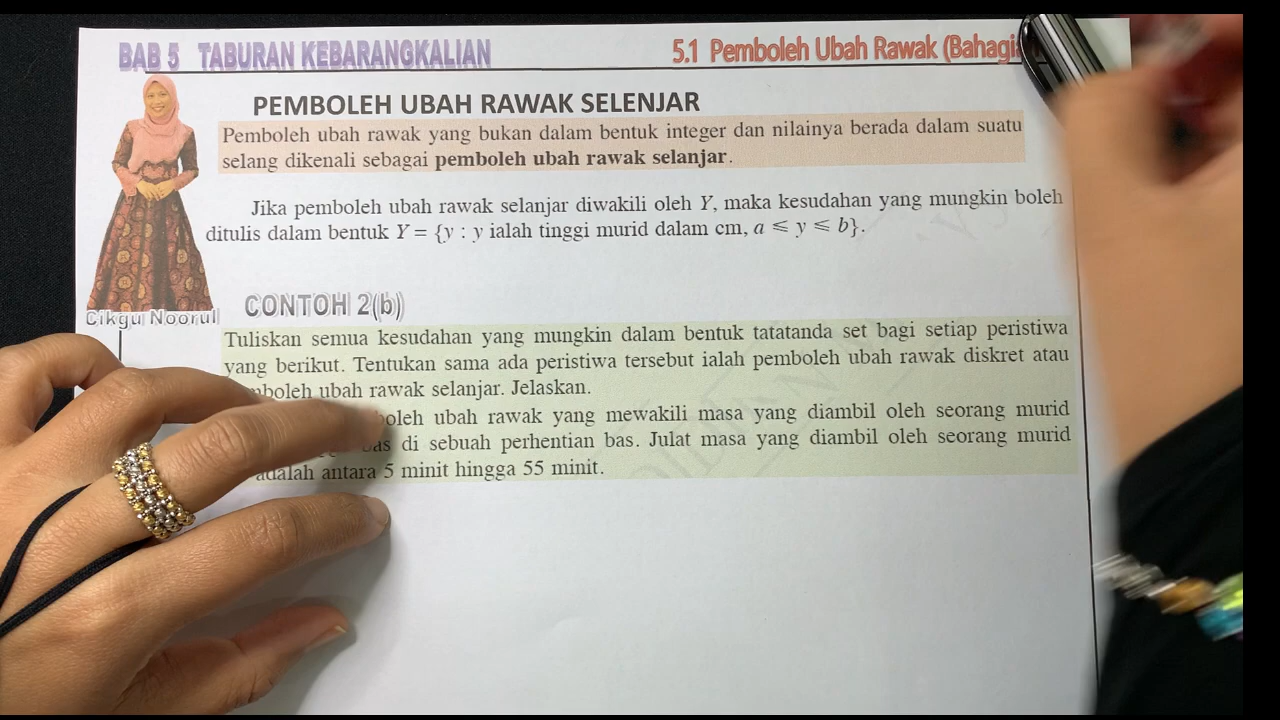 BAB 5 TABURAN KEBARANGKALIAN
5.1 Pemboleh Ubah Rawak
PEMBOLEH UBAH RAWAK SELENJAR
Pemboleh ubah rawak yang bukan dalam bentuk integer dan nilainya berada dalam suatu
selang dikenali sebagai pemboleh ubah rawak selanjar.
Jika pemboleh ubah rawak selanjar diwakili oleh Y, maka kesudahan yang mungkin boleh
ditulis dalam bentuk Y = {y : y ialah tinggi murid dalam cm, a ⩽ y ⩽ b}.
Cikgu Noorul
CONTOH 2(b)
Tuliskan semua kesudahan yang mungkin dalam bentuk tatatanda set bagi setiap peristiwa
yang berikut. Tentukan sama ada peristiwa tersebut ialah pemboleh ubah rawak diskret atau
ubah rawak selanjar. Jelaskan.
ubah rawak yang mewakili masa yang diambil oleh seorang murid
bas di sebuah perhentian bas. Julat masa yang diambil oleh seorang murid
adalah antara 5 minit hingga 55 minit.